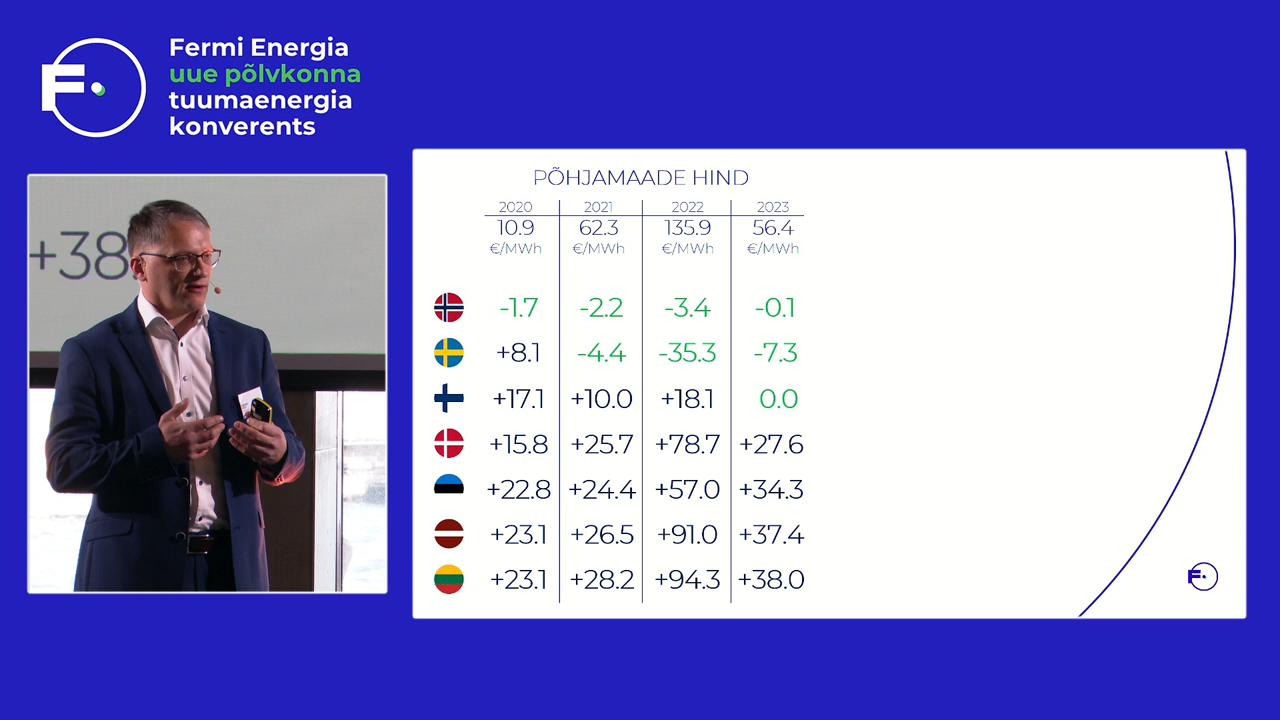 Fermi Energia
uue põlvkonna
tuumaenergia
konverents
+38
PÕHJAMAADE HIND
2020 2021 2022 2023
10.9 62.3 135.9 56.4
€/MWh €/MWh €/MWh €/MWh
-1.7 -2.2 -3.4 -0.1
+8.1 -4.4 -35.3 -7.3
+17.1 +10.0 +18.1 0.0
+15.8 +25.7 +78.7 +27.6
+22.8 +24.4 +57.0 +34.3
+23.1 +26.5 +91.0 +37.4
+23.1 +28.2 +94.3 +38.0